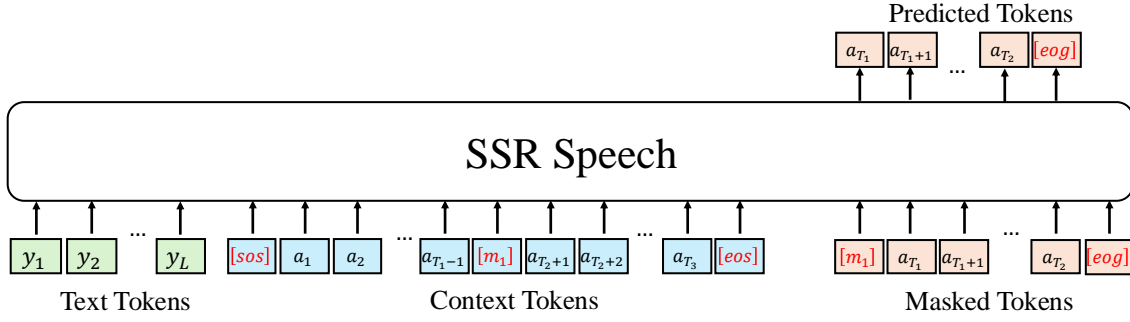 Predicted Tokens
a_{T_1} a_{T_1+1} ... a_{T_2} [eog]
SSR Speech
y_1 y_2 ... y_L [sos] a_1 a_2 ... a_{T_1-1} [m_1] a_{T_2+1} a_{T_2+2} ... a_{T_3} [eos] [m_1] a_{T_1} a_{T_1+1} ... a_{T_2} [eog]
Text Tokens Context Tokens Masked Tokens